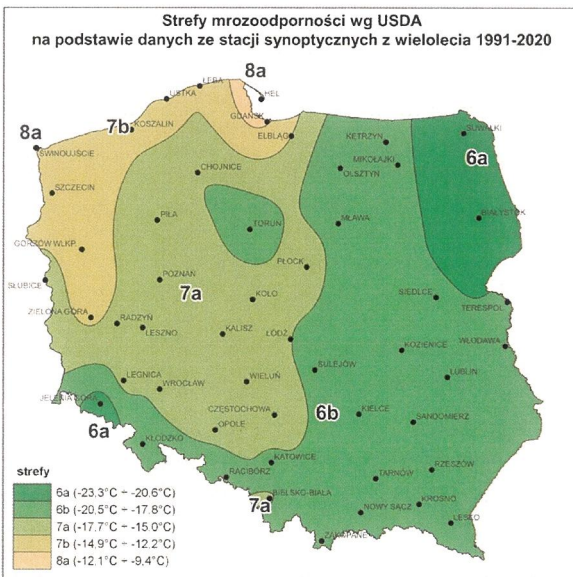 Strefy mrozoodporności wg USDA
na podstawie danych ze stacji synoptycznych z wielolecia 1991-2020
8a
ŁEBA
HEL
USTKA
GDAŃSK
7b
KOSZALIN
ELBLĄG
SUWAŁKI
8a
KĘTRZYN
ŚWINOUJŚCIE
6a
MIKOŁAJKI
CHOJNICE
OLSZTYN
SZCZECIN
BIAŁYSTOK
PIŁA
TORUŃ
MŁAWA
GORZÓW WLKP.
PŁOCK
SŁUBICE
POZNAŃ
7a
KOŁO
SIEDLCE
TERESPOL
ZIELONA GÓRA
RADZYŃ
LESZNO
KALISZ
ŁÓDŹ
KOZIENICE
WŁODAWA
SULEJÓW
LEGNICA
WROCŁAW
WIELUŃ
LUBLIN
JELENIA GÓRA
6b
CZĘSTOCHOWA
KIELCE
SANDOMIERZ
6a
OPOLE
KŁODZKO
KATOWICE
RACIBÓRZ
TARNÓW
RZESZÓW
strefy
7a
BIELSKO-BIAŁA
NOWY SĄCZ
KROSNO
LESKO
ZAKOPANE
6a (-23.3°C ÷ -20.6°C)
6b (-20.5°C ÷ -17.8°C)
7a (-17.7°C ÷ -15.0°C)
7b (-14.9°C ÷ -12.2°C)
8a (-12.1°C ÷ -9.4°C)